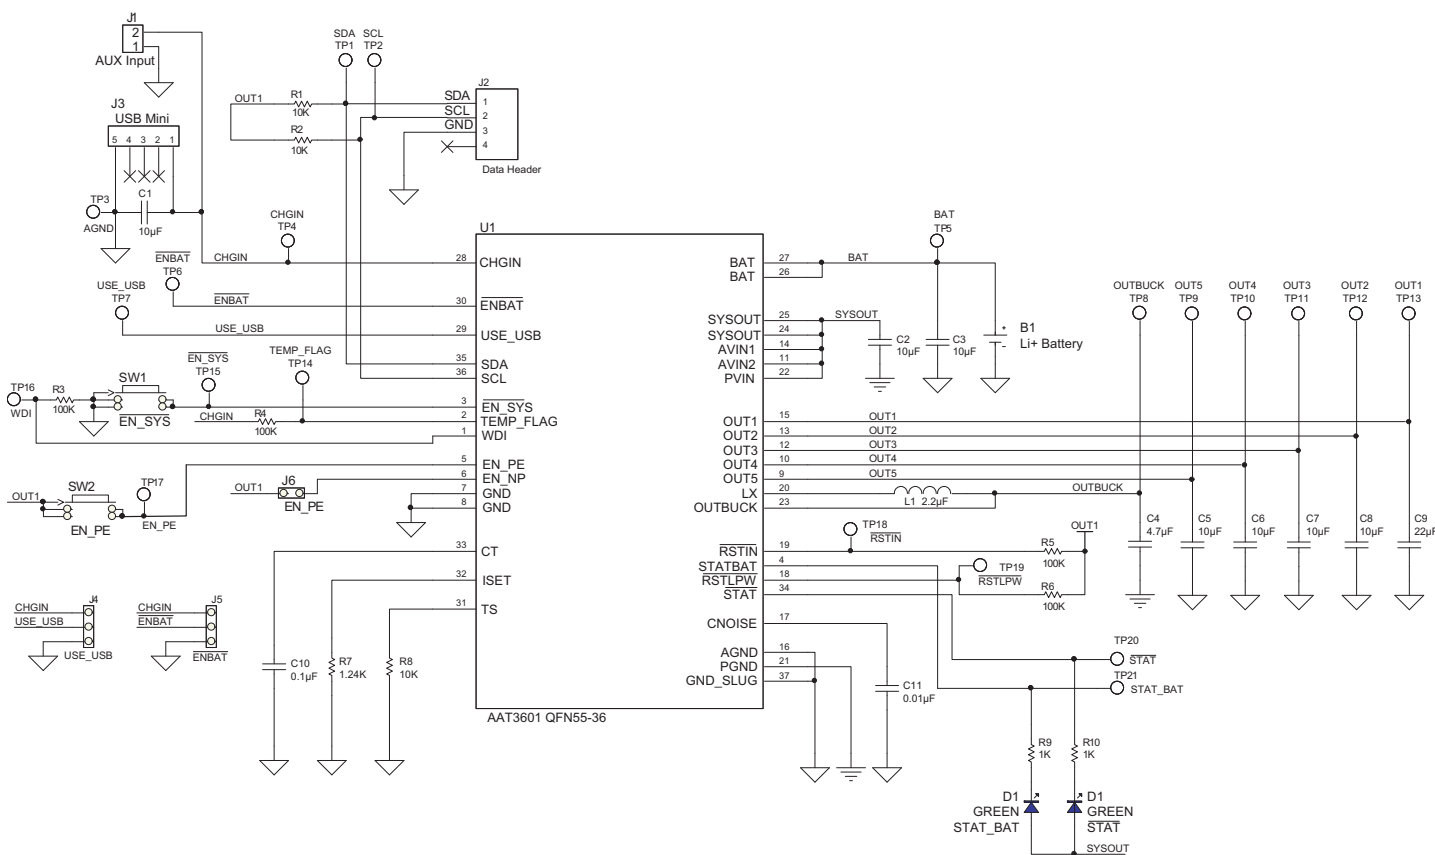 J1
2
1
AUX Input
J3
USB Mini
5 4 3 2 1
C1
10µF
TP3
AGND
SDA SCL
TP1 TP2
OUT1
R1
10K
R2
10K
J2
SDA 1
SCL 2
GND 3
4
Data Header
CHGIN
TP4
ENBAT
TP6
CHGIN
USE_USB
TP7
ENBAT
USE_USB
EN_SYS
TP15
TEMP_FLAG
TP14
TP16
WDI
R3
100K
SW1
EN_SYS
CHGIN
R4
100K
OUT1
SW2
EN_PE
TP17
EN_PE
OUT1
J6
EN_PE
U1
28 CHGIN
30 ENBAT
29 USE_USB
35 SDA
36 SCL
3 EN_SYS
2 TEMP_FLAG
1 WDI
5 EN_PE
6 EN_NP
7 GND
8 GND
33 CT
32 ISET
31 TS
BAT 27
BAT 26
SYSOUT 25
SYSOUT 24
AVIN1 14
AVIN2 11
PVIN 22
OUT1 15
OUT2 13
OUT3 12
OUT4 10
OUT5 9
LX 20
OUTBUCK 23
RSTIN 19
STATBAT 4
RSTLPW 18
STAT 34
CNOISE 17
AGND 16
PGND 21
GND_SLUG 37
AAT3601 QFN55-36
BAT
TP5
BAT
SYSOUT
C2
10µF
C3
10µF
+
-
B1
Li+ Battery
OUTBUCK OUT5 OUT4 OUT3 OUT2 OUT1
TP8 TP9 TP10 TP11 TP12 TP13
OUT1
OUT2
OUT3
OUT4
OUT5
L1 2.2µF
OUTBUCK
C4
4.7µF
C5
10µF
C6
10µF
C7
10µF
C8
10µF
C9
22µF
TP18
RSTIN
OUT1
R5
100K
TP19
RSTLPW
R6
100K
J4
CHGIN
USE_USB
USE_USB
J5
CHGIN
ENBAT
ENBAT
C10
0.1µF
R7
1.24K
R8
10K
C11
0.01µF
TP20
STAT
TP21
STAT_BAT
R9
1K
R10
1K
D1
GREEN
STAT_BAT
D1
GREEN
STAT
SYSOUT